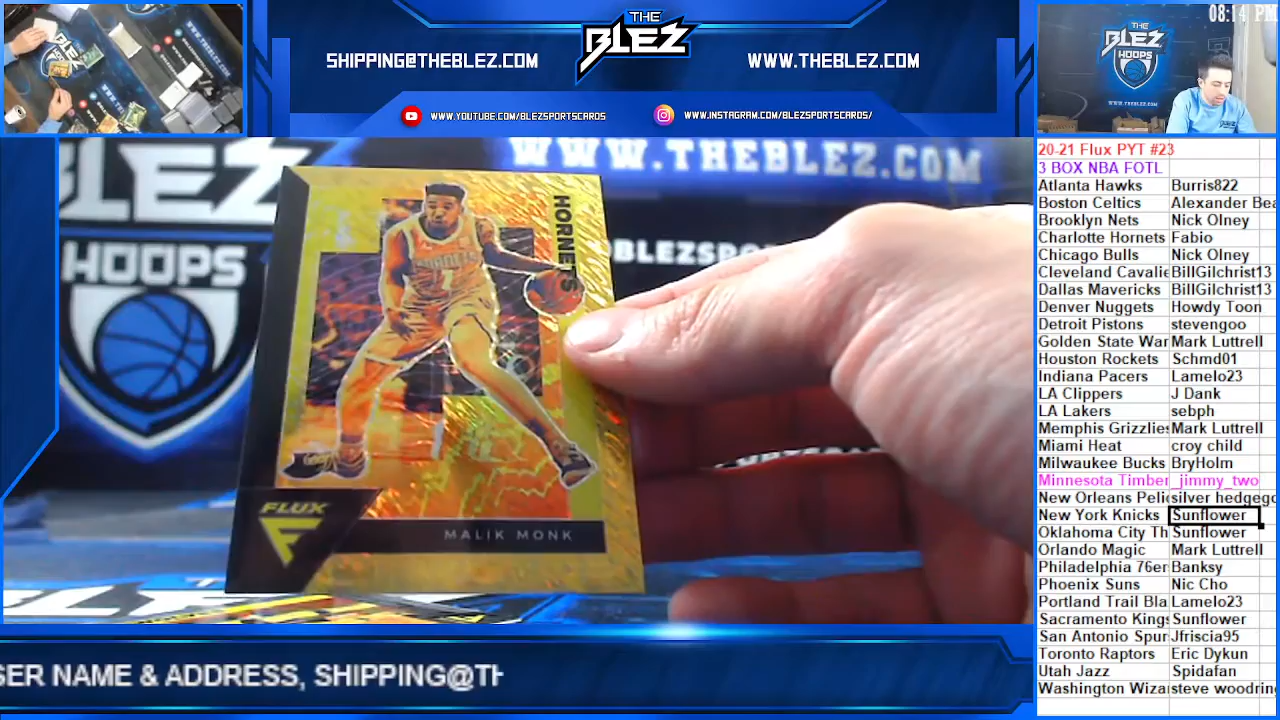 THE
BLEZ
SHIPPING@THEBLEZ.COM
WWW.THEBLEZ.COM
WWW.YOUTUBE.COM/BLEZSPORTSCARDS
WWW.INSTAGRAM.COM/BLEZSPORTSCARDS/
08:14 PM
THE
BLEZ
HOOPS
WWW.THEBLEZ.COM
HOOPS
HORNETS
HORNETS
1
FLUX
F
MALIK MONK
20-21 Flux PYT #23
3 BOX NBA FOTL
Atlanta Hawks Burris822
Boston Celtics Alexander Bea
Brooklyn Nets Nick Olney
Charlotte Hornets Fabio
Chicago Bulls Nick Olney
Cleveland Cavalie BillGilchrist13
Dallas Mavericks BillGilchrist13
Denver Nuggets Howdy Toon
Detroit Pistons stevengoo
Golden State War Mark Luttrell
Houston Rockets Schmd01
Indiana Pacers Lamelo23
LA Clippers J Dank
LA Lakers sebph
Memphis Grizzlies Mark Luttrell
Miami Heat croy child
Milwaukee Bucks BryHolm
Minnesota Timber _jimmy_two
New Orleans Peli silver hedgego
New York Knicks Sunflower
Oklahoma City Th Sunflower
Orlando Magic Mark Luttrell
Philadelphia 76er Banksy
Phoenix Suns Nic Cho
Portland Trail Bla Lamelo23
Sacramento Kings Sunflower
San Antonio Spur Jfriscia95
Toronto Raptors Eric Dykun
Utah Jazz Spidafan
Washington Wiza steve woodring
SER NAME & ADDRESS, SHIPPING@TH